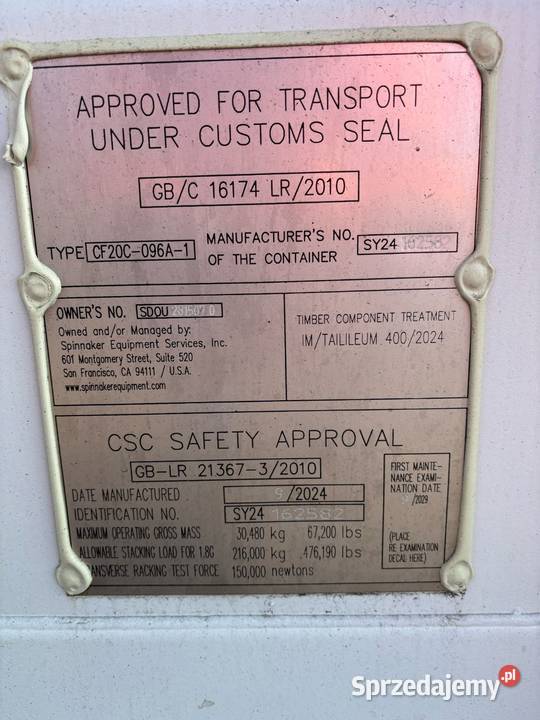 APPROVED FOR TRANSPORT
UNDER CUSTOMS SEAL
GB/C 16174 LR/2010
TYPE CF20C-096A-1
MANUFACTURER'S NO.
OF THE CONTAINER
SY24 162582
OWNER'S NO. SDOU
Owned and/or Managed by:
Spinnaker Equipment Services, Inc.
601 Montgomery Street, Suite 520
San Francisco, CA 94111 / U.S.A.
www.spinnakerequipment.com
TIMBER COMPONENT TREATMENT
IM/TAILILEUM 400/2024
CSC SAFETY APPROVAL
GB-LR 21367-3/2010
DATE MANUFACTURED 9/2024
IDENTIFICATION NO. SY24 162582
MAXIMUM OPERATING GROSS MASS 30,480 kg 67,200 lbs
ALLOWABLE STACKING LOAD FOR 1.8G 216,000 kg 476,190 lbs
TRANSVERSE RACKING TEST FORCE 150,000 newtons
FIRST MAINTE-
NANCE EXAMI-
NATION DATE
/2029
(PLACE
RE EXAMINATION
DECAL HERE)
Sprzedajemy.pl